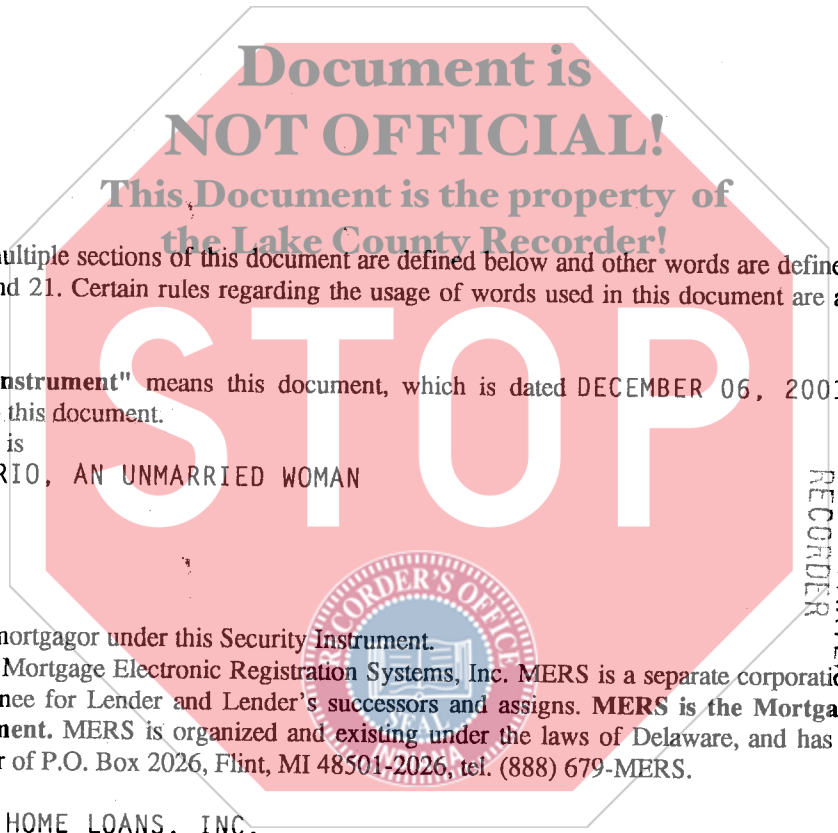 Document is
NOT OFFICIAL!
This Document is the property of
the Lake County Recorder!
ultiple sections of this document are defined below and other words are define
nd 21. Certain rules regarding the usage of words used in this document are a
STOP
nstrument" means this document, which is dated DECEMBER 06, 200
this document.
is
RIO, AN UNMARRIED WOMAN
RECORDER
RECORDER'S OFFICE
SEAL
INDIANA
mortgagor under this Security Instrument.
Mortgage Electronic Registration Systems, Inc. MERS is a separate corporati
nee for Lender and Lender's successors and assigns. MERS is the Mortga
ment. MERS is organized and existing under the laws of Delaware, and has
r of P.O. Box 2026, Flint, MI 48501-2026, tel. (888) 679-MERS.
HOME LOANS, INC.